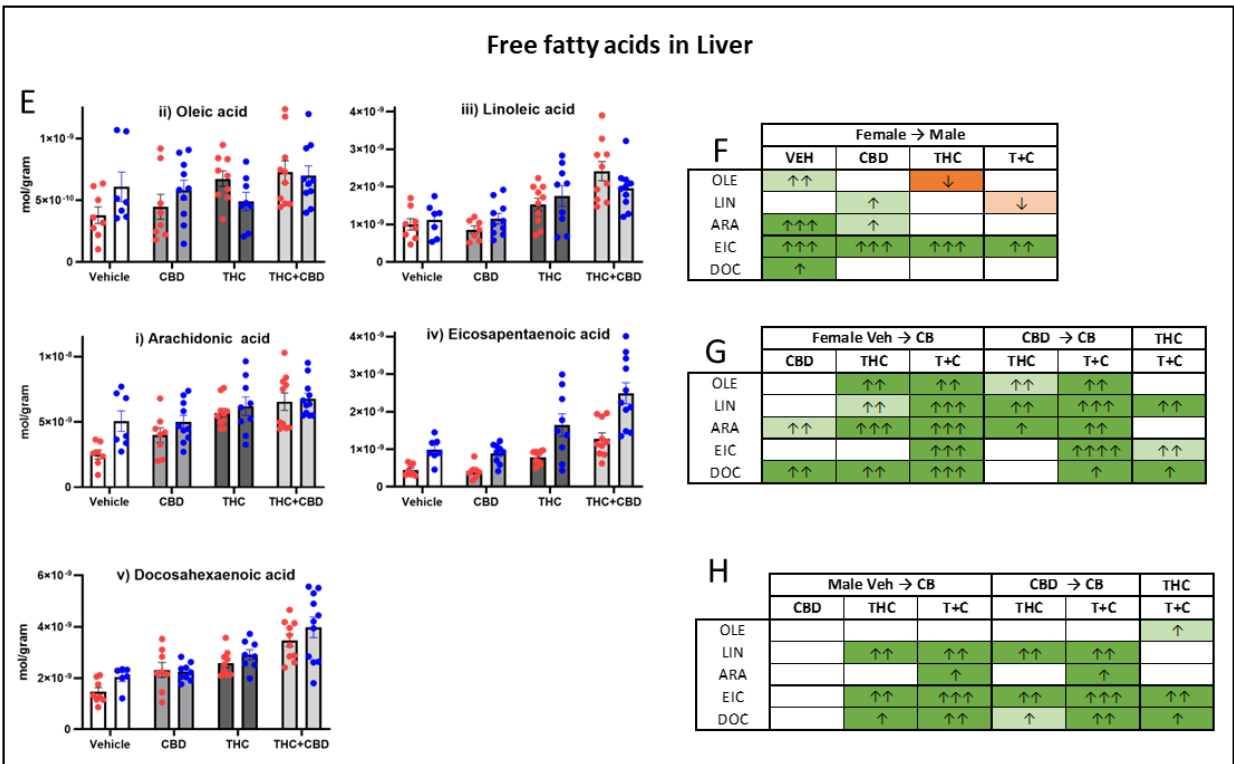 Free fatty acids in Liver
E
ii) Oleic acid
mol/gram
1×10⁻⁹
5×10⁻¹⁰
0
Vehicle CBD THC THC+CBD
iii) Linoleic acid
4×10⁻⁹
3×10⁻⁹
2×10⁻⁹
1×10⁻⁹
0
Vehicle CBD THC THC+CBD
i) Arachidonic acid
mol/gram
1×10⁻⁸
5×10⁻⁹
0
Vehicle CBD THC THC+CBD
iv) Eicosapentaenoic acid
4×10⁻⁹
3×10⁻⁹
2×10⁻⁹
1×10⁻⁹
0
Vehicle CBD THC THC+CBD
v) Docosahexaenoic acid
mol/gram
6×10⁻⁹
4×10⁻⁹
2×10⁻⁹
0
Vehicle CBD THC THC+CBD
F
Female → Male
VEH CBD THC T+C
OLE ↑↑ ↓
LIN ↑ ↓
ARA ↑↑↑ ↑
EIC ↑↑↑ ↑↑↑ ↑↑↑ ↑↑
DOC ↑
G
Female Veh → CB CBD → CB THC
CBD THC T+C THC T+C T+C
OLE ↑↑ ↑↑ ↑↑ ↑↑
LIN ↑↑ ↑↑↑ ↑↑ ↑↑↑ ↑↑
ARA ↑↑ ↑↑↑ ↑↑↑ ↑ ↑↑
EIC ↑↑↑ ↑↑↑↑ ↑↑
DOC ↑↑ ↑↑ ↑↑↑ ↑ ↑
H
Male Veh → CB CBD → CB THC
CBD THC T+C THC T+C T+C
OLE ↑
LIN ↑↑ ↑↑ ↑↑ ↑↑
ARA ↑ ↑
EIC ↑↑ ↑↑↑ ↑↑ ↑↑↑ ↑↑
DOC ↑ ↑↑ ↑ ↑↑ ↑